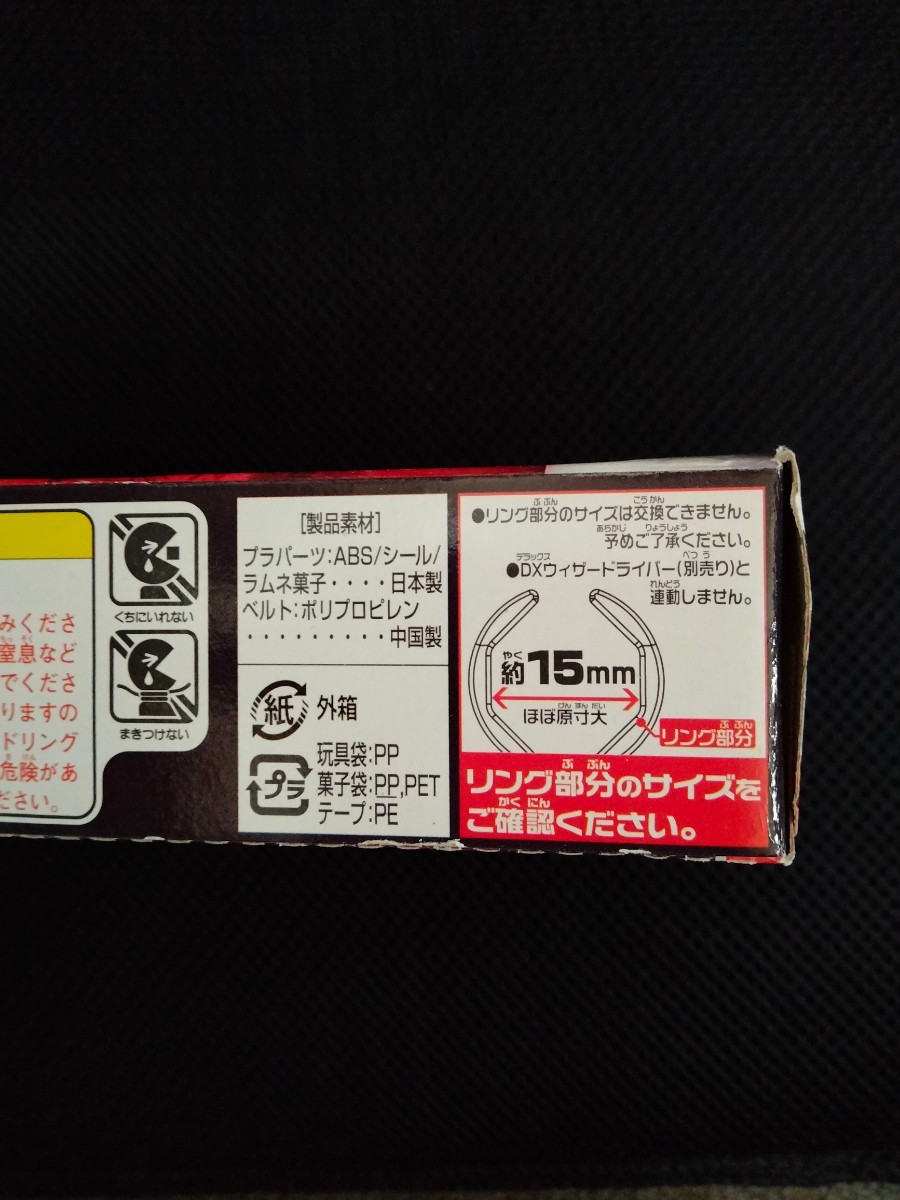 みくださ
窒息など
でくださ
りますの
ドリング
危険があ
ださい。
くちにいれない
まきつけない
［製品素材］
プラパーツ：ABS/シール/
ラムネ菓子・・・・日本製
ベルト：ポリプロピレン
・・・・・・・・・中国製
紙 外箱
プラ
玩具袋：PP
菓子袋：PP,PET
テープ：PE
●リング部分のサイズは交換できません。
予めご了承ください。
●DXウィザードライバー（別売り）と
連動しません。
約15mm
ほぼ原寸大
リング部分
リング部分のサイズを
ご確認ください。